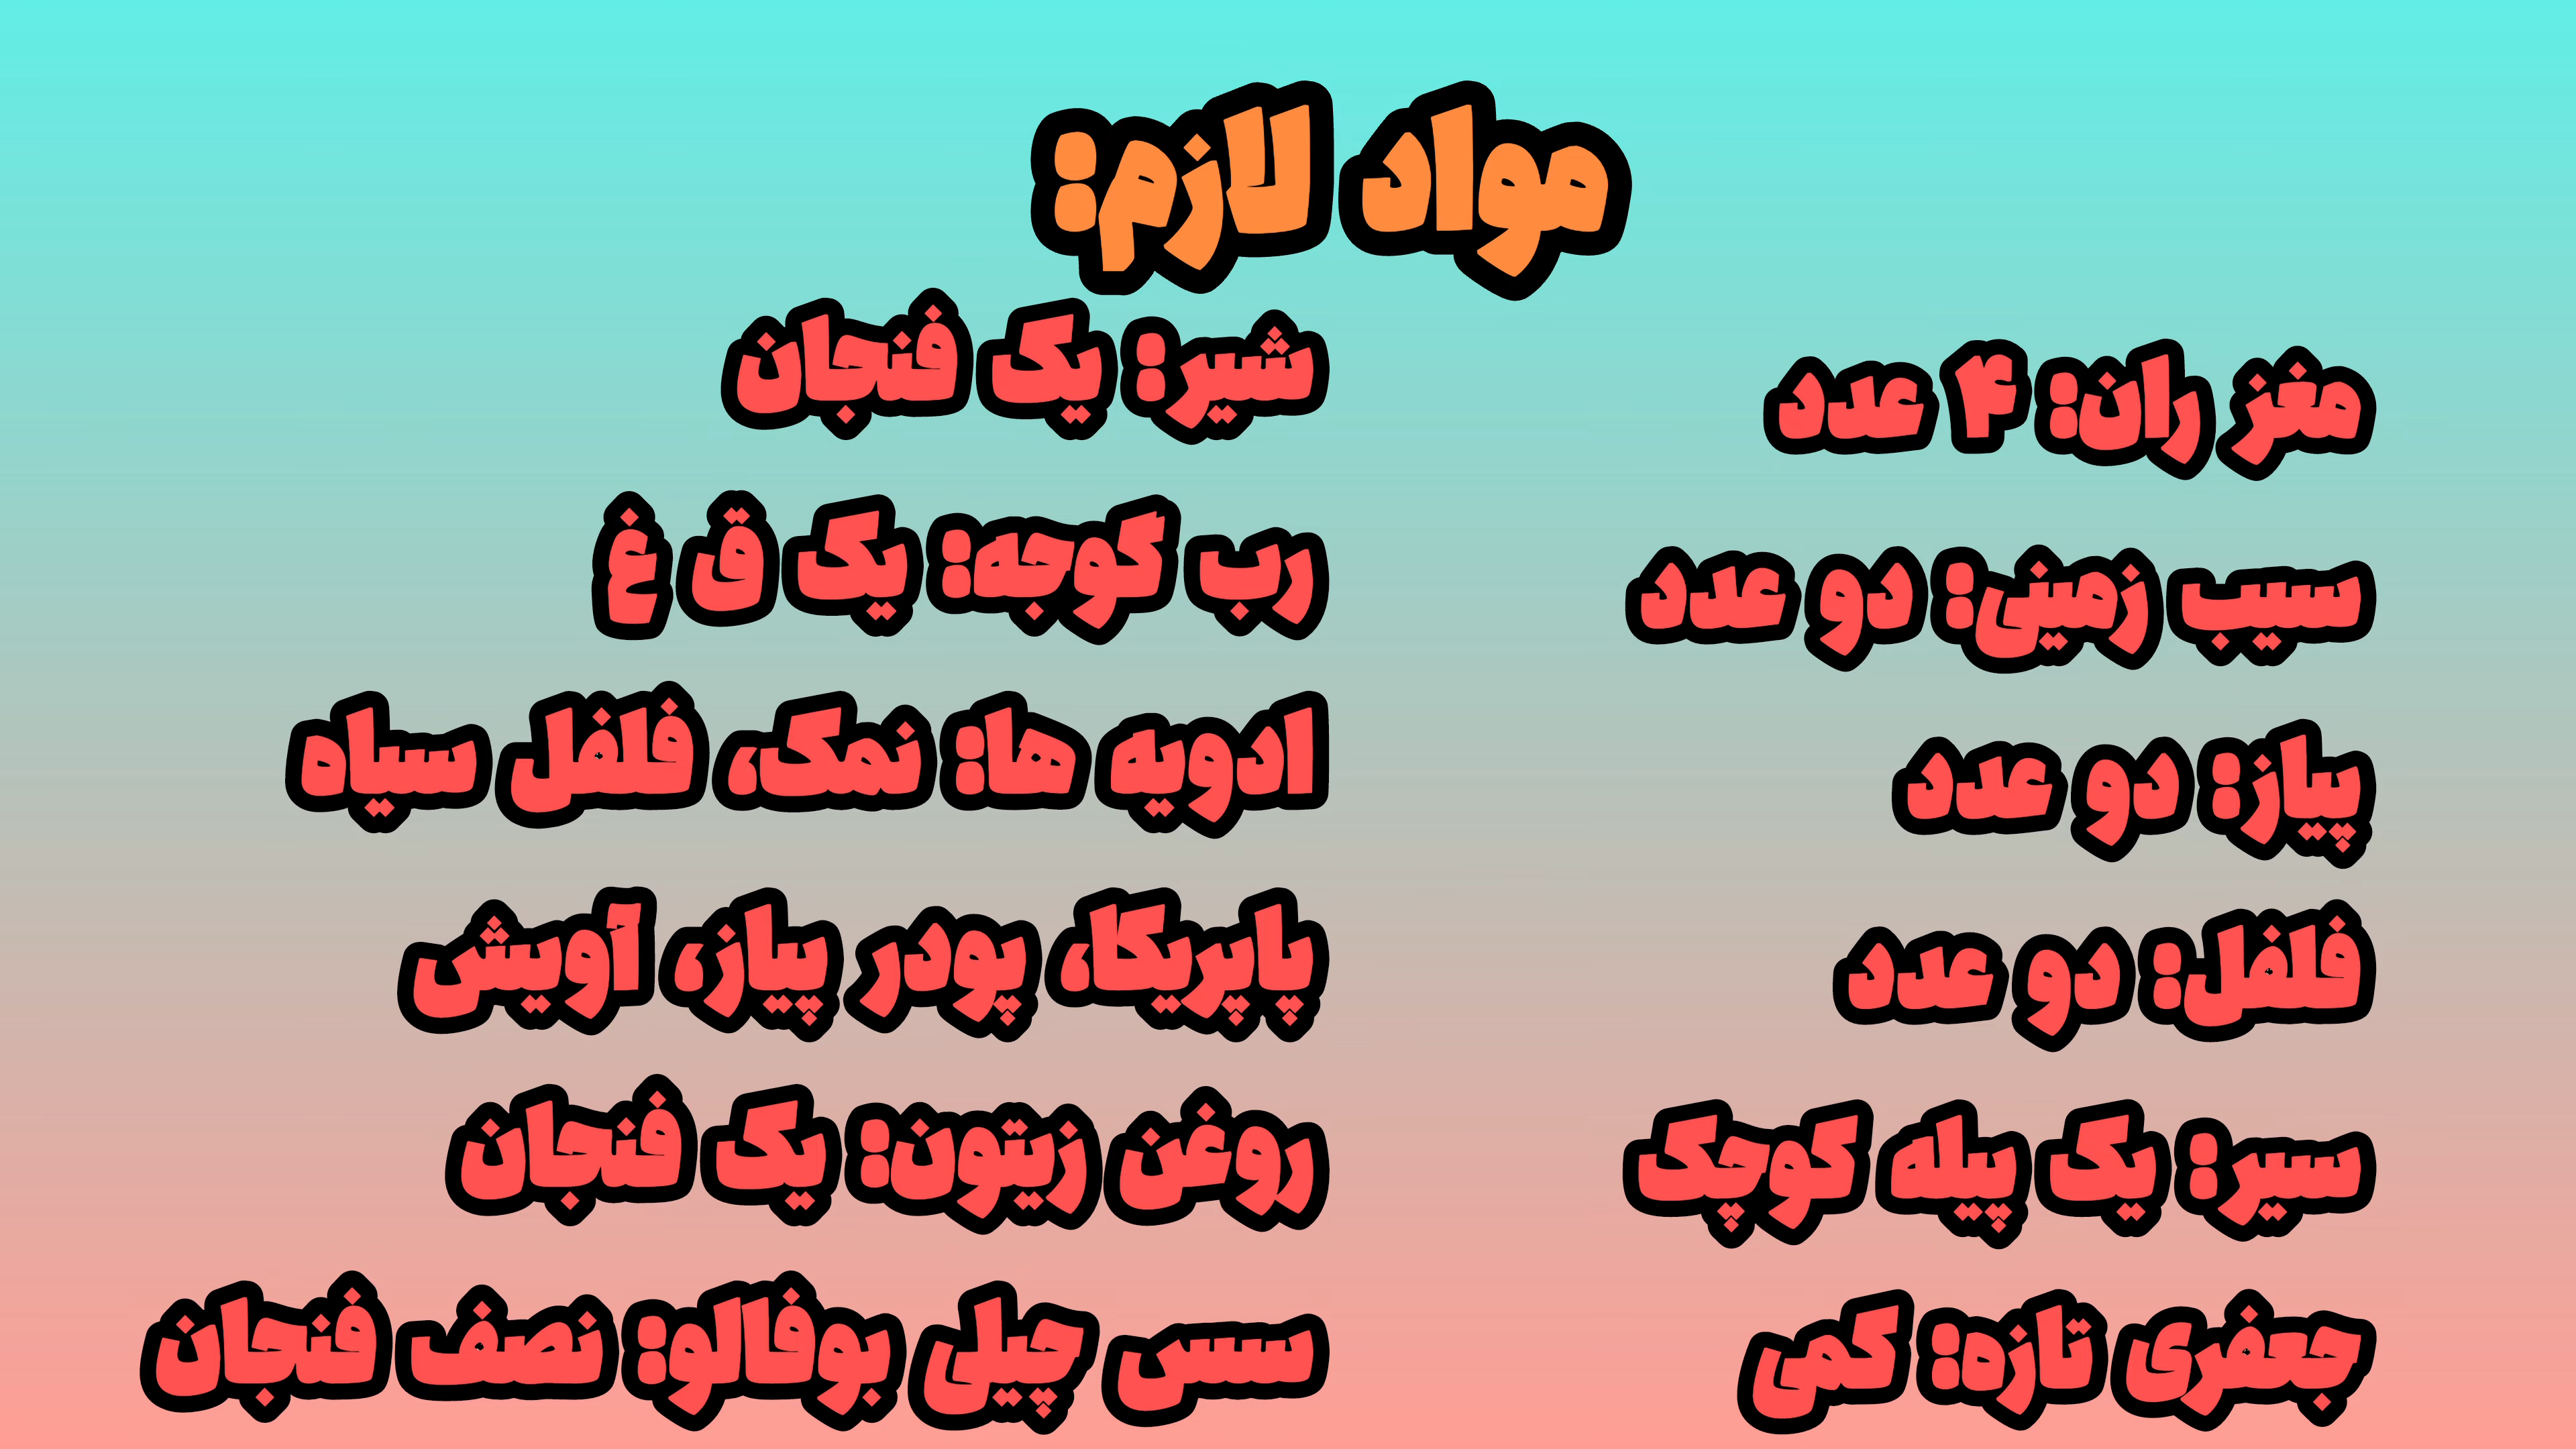 مواد لازم:
مغز ران: ۴ عدد
سیب زمینی: دو عدد
پیاز: دو عدد
فلفل: دو عدد
سیر: یک پیله کوچک
جعفری تازه: کمی
شیر: یک فنجان
رب گوجه: یک ق غ
ادویه ها: نمک، فلفل سیاه
پاپریکا، پودر پیاز، آویش
روغن زیتون: یک فنجان
سس چیلی بوفالو: نصف فنجان